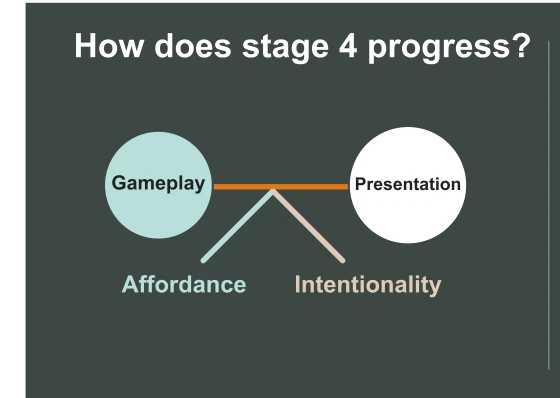 How does stage 4 progress?
Gameplay
Presentation
Affordance
Intentionality